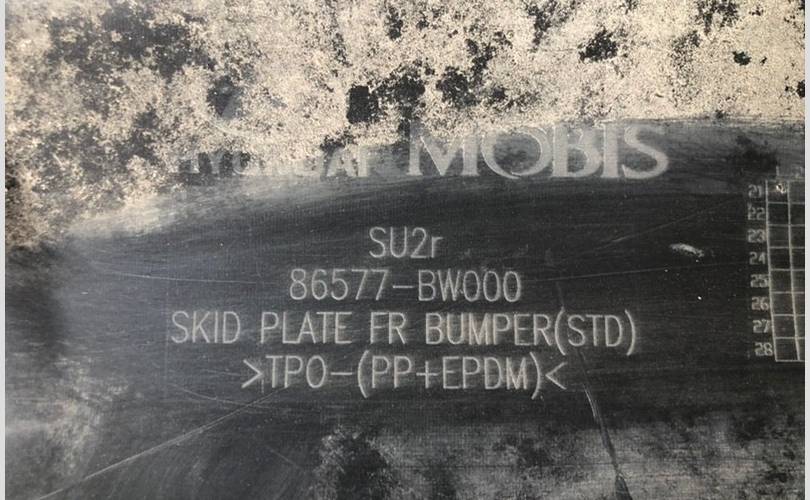 HYUNDAI MOBIS
SU2r
86577-BW000
SKID PLATE FR BUMPER(STD)
>TPO-(PP+EPDM)<
21
22
23
24
25
26
27
28